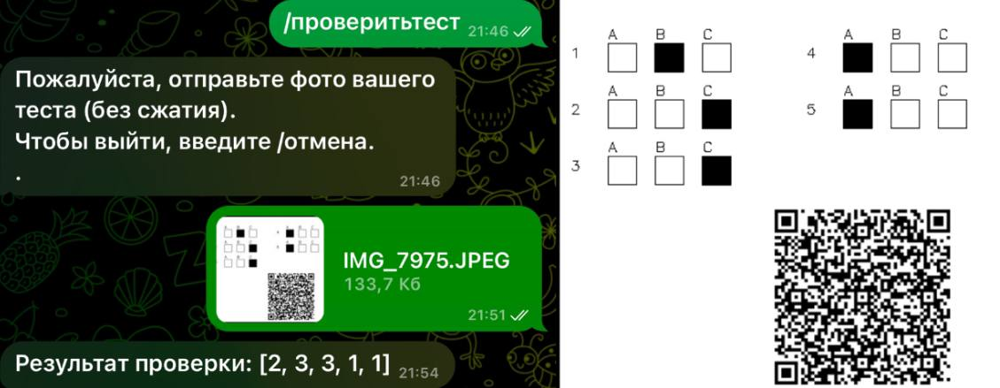 /проверитьтест 21:46
Пожалуйста, отправьте фото вашего
теста (без сжатия).
Чтобы выйти, введите /отмена.
.
21:46
IMG_7975.JPEG
133,7 Кб
21:51
Результат проверки: [2, 3, 3, 1, 1] 21:54
A B C
1
A B C
2
A B C
3
A B C
4
A B C
5